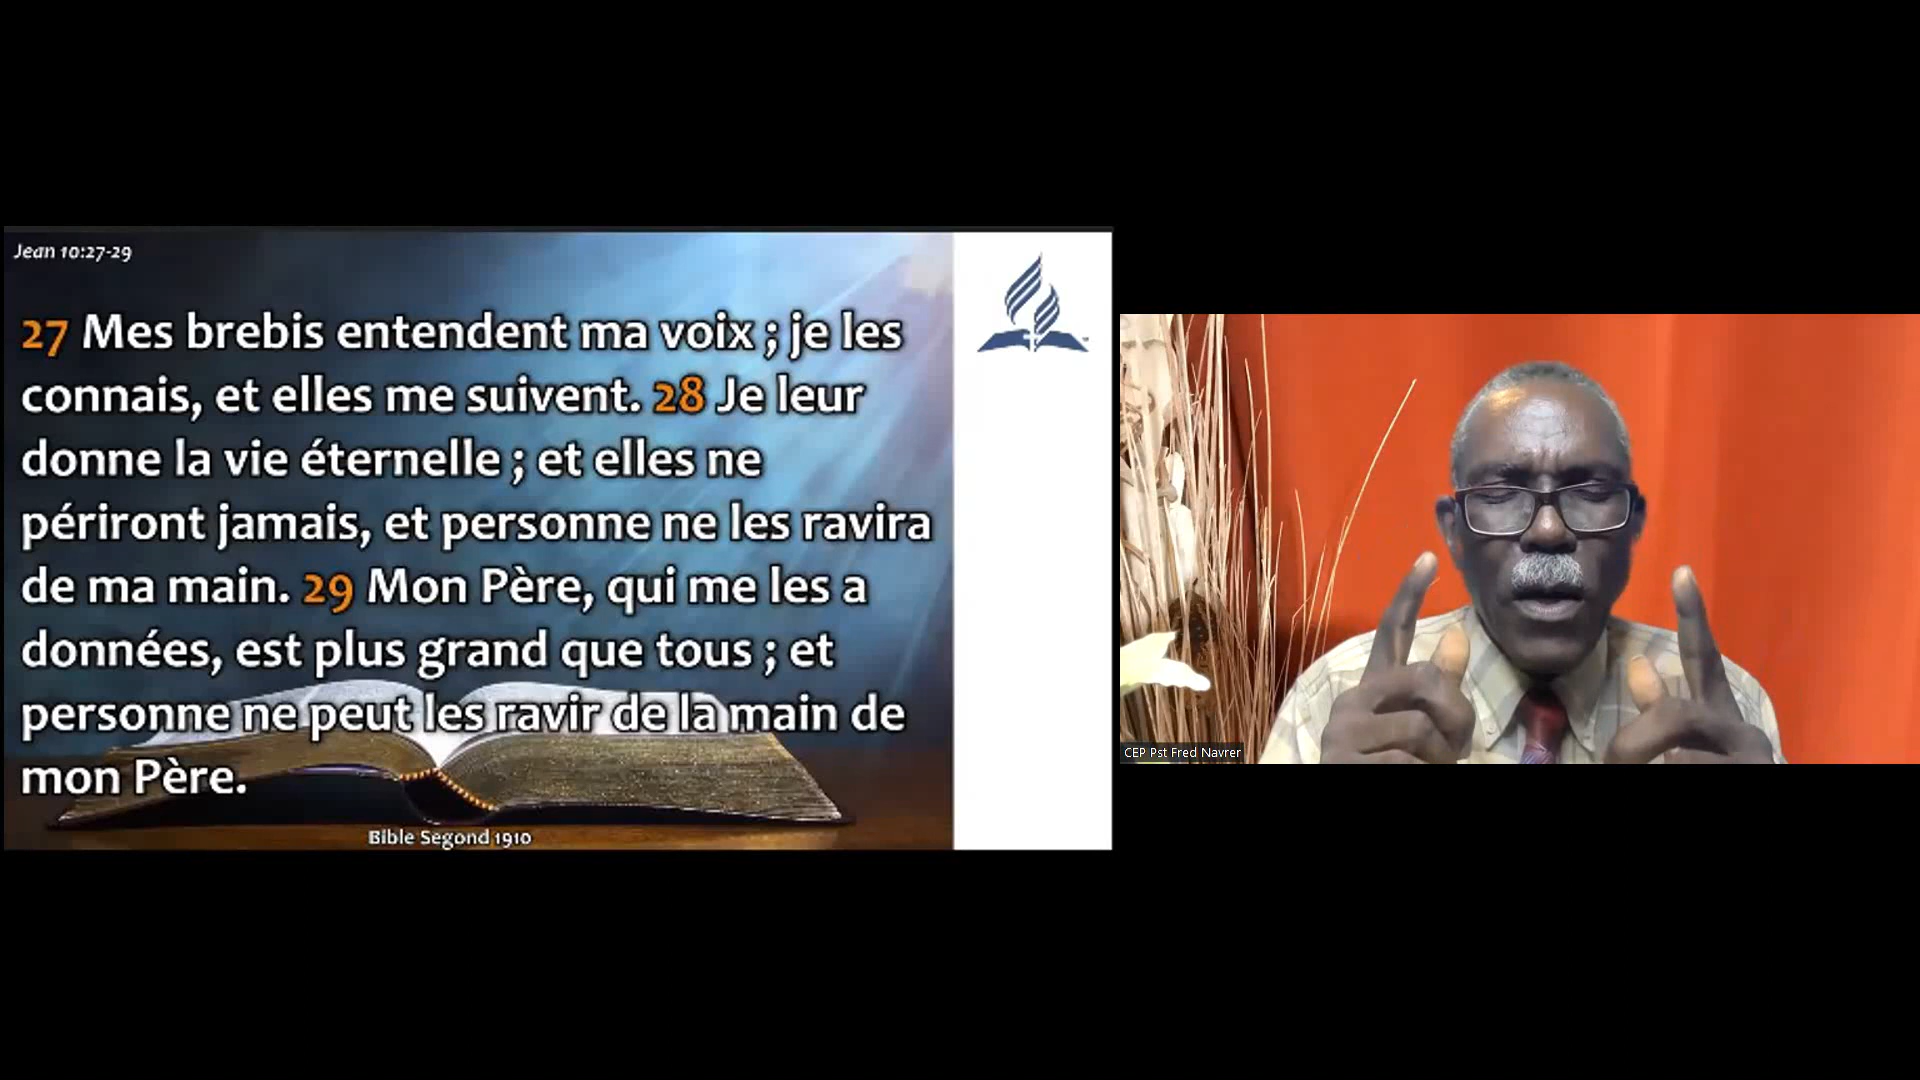 Jean 10:27-29
27 Mes brebis entendent ma voix ; je les
connais, et elles me suivent. 28 Je leur
donne la vie éternelle ; et elles ne
périront jamais, et personne ne les ravira
de ma main. 29 Mon Père, qui me les a
données, est plus grand que tous ; et
personne ne peut les ravir de la main de
mon Père.
Bible Segond 1910
CEP Pst Fred Navrer